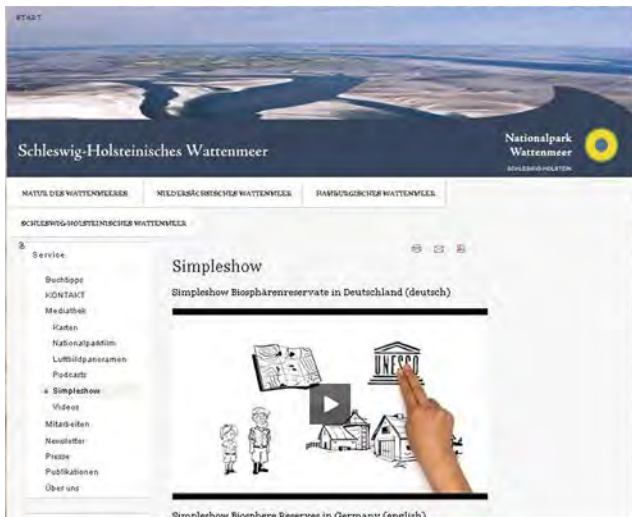 START
Schleswig-Holsteinisches Wattenmeer
Nationalpark
Wattenmeer
SCHLESWIG-HOLSTEIN
NATUR DES WATTENMEERES
NIEDERSÄCHSISCHES WATTENMEER
HAMBURGISCHES WATTENMEER
SCHLESWIG-HOLSTEINISCHES WATTENMEER
Service
Buchtipps
KONTAKT
Mediathek
Karten
Nationalparkfilm
Luftbildpanoramen
Podcasts
Simpleshow
Videos
Mitarbeiten
Newsletter
Presse
Publikationen
Über uns
Simpleshow
Simpleshow Biosphärenreservate in Deutschland (deutsch)
UNESCO
Simpleshow Biosphere Reserves in Germany (english)